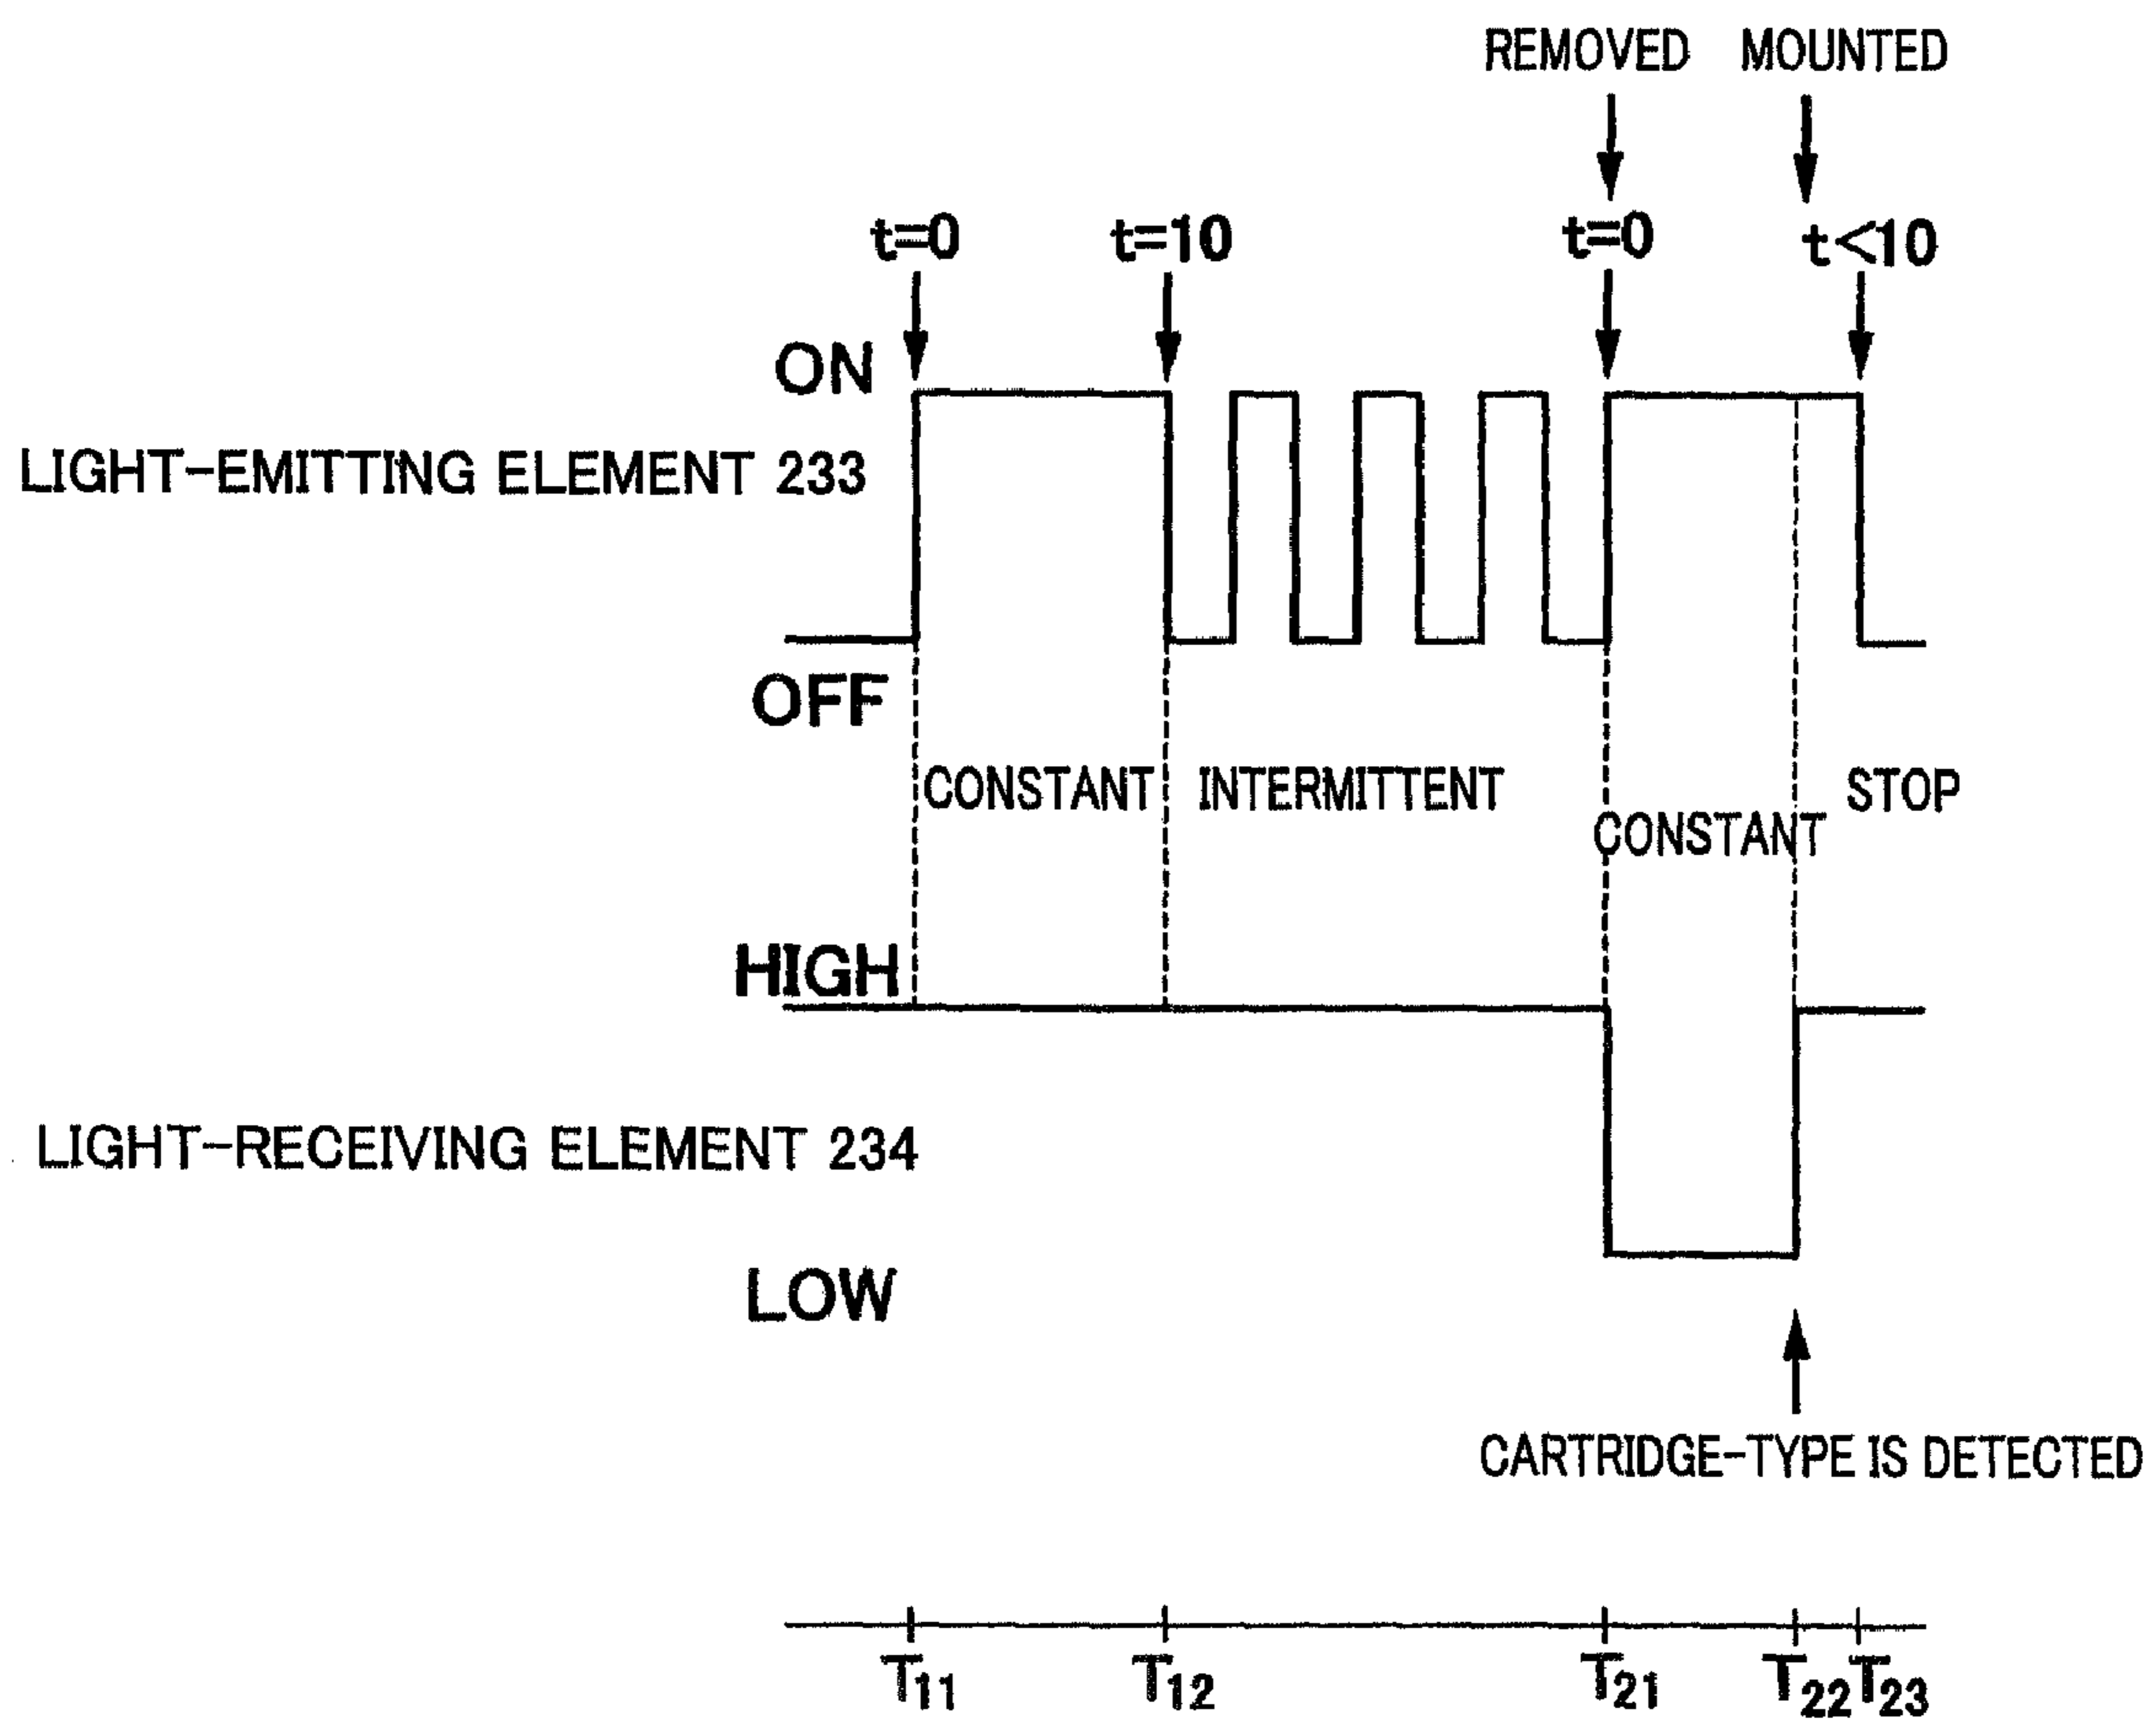 REMOVED MOUNTED
t=0 t=10 t=0 t<10
ON
LIGHT-EMITTING ELEMENT 233
OFF
CONSTANT INTERMITTENT STOP
CONSTANT
HIGH
LIGHT-RECEIVING ELEMENT 234
LOW
CARTRIDGE-TYPE IS DETECTED
T11 T12 T21 T22 T23